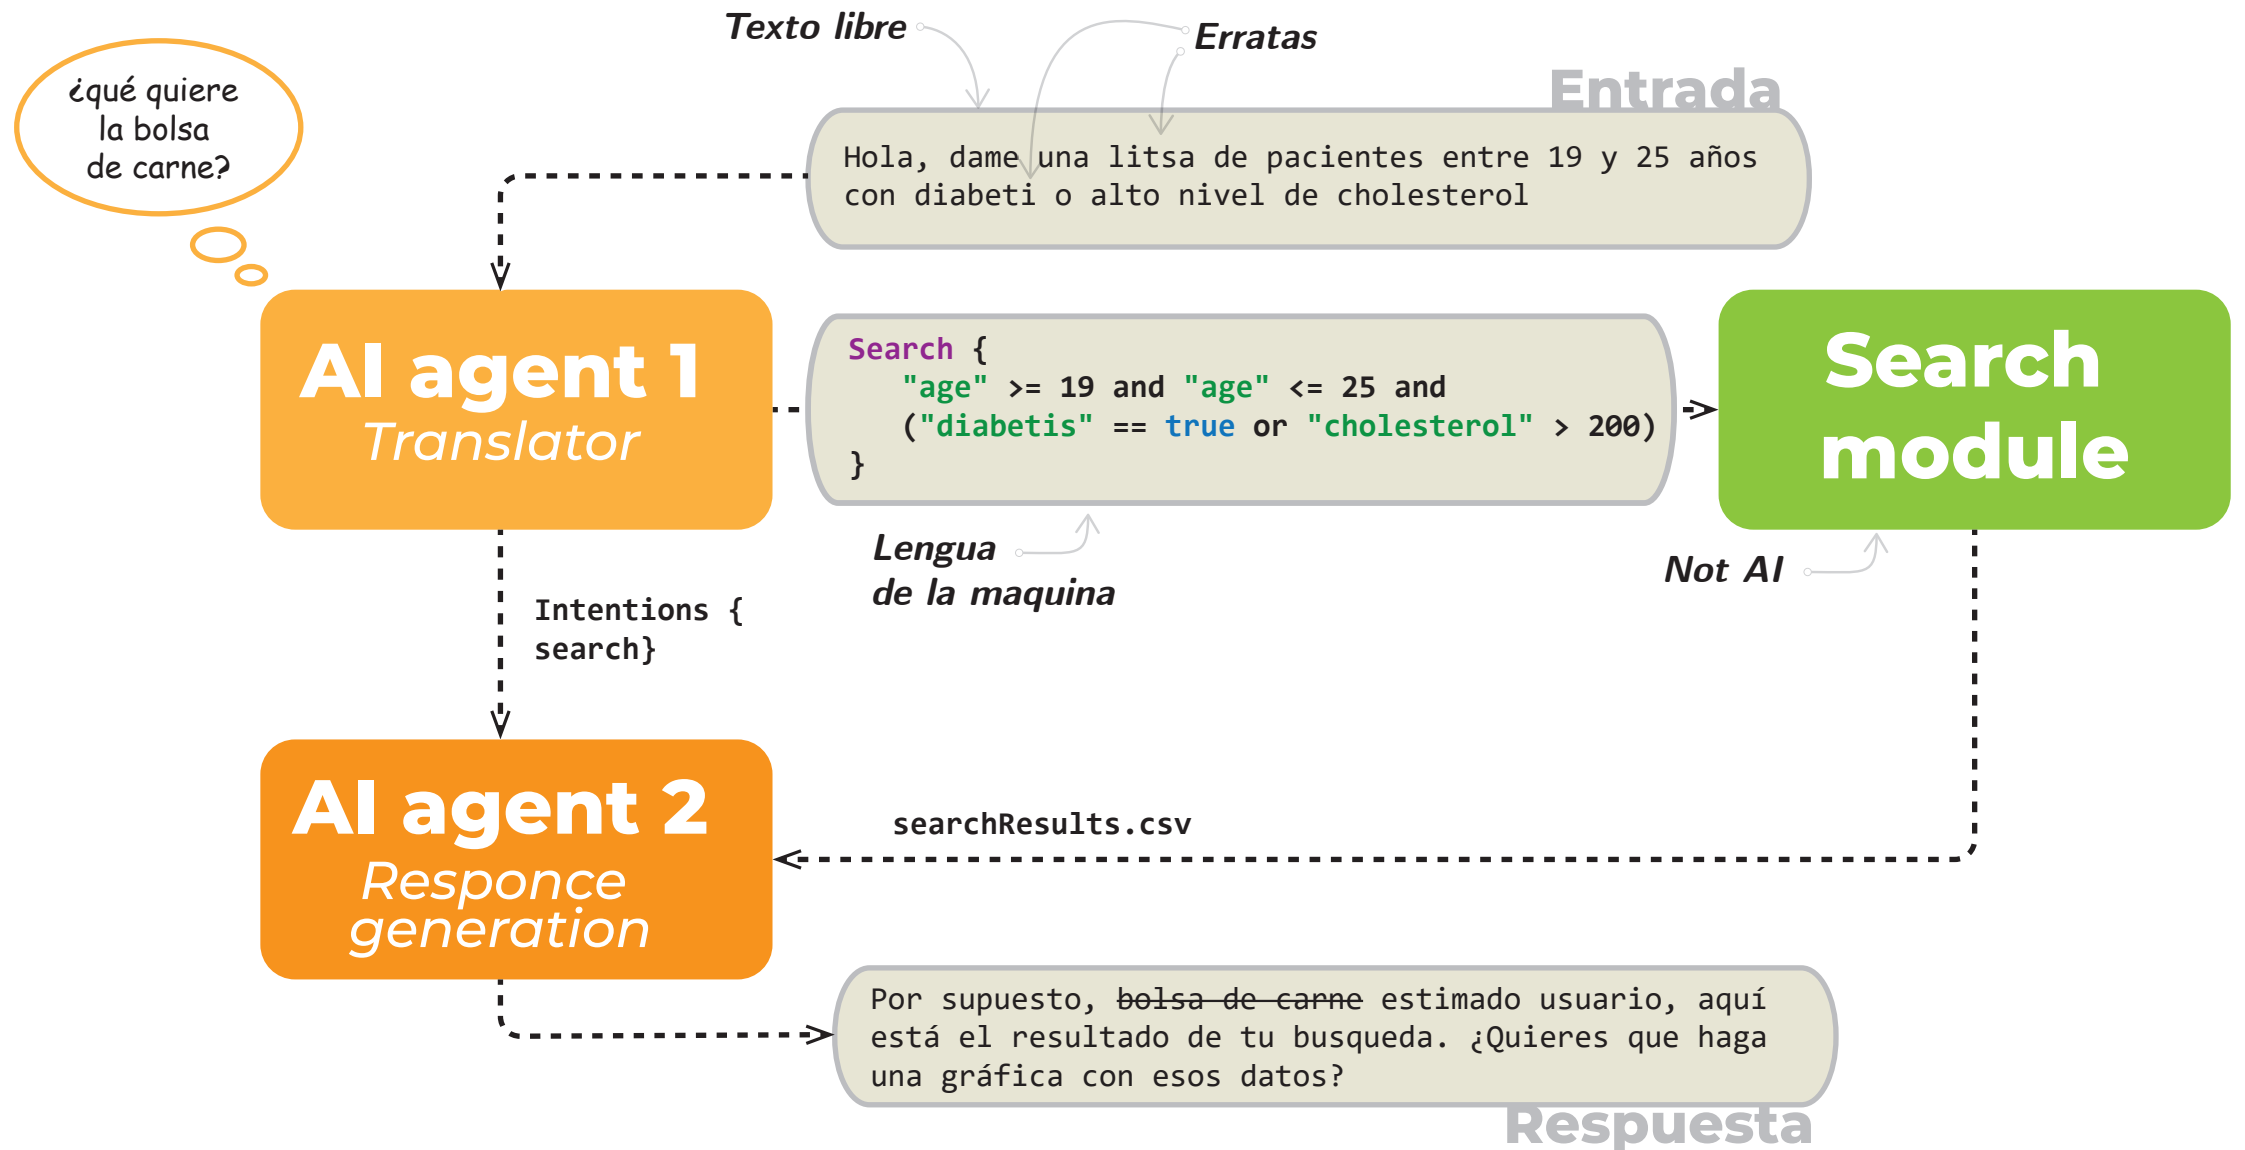 Texto libre
Erratas
¿qué quiere
la bolsa
de carne?
Entrada
Hola, dame una litsa de pacientes entre 19 y 25 años
con diabeti o alto nivel de cholesterol
AI agent 1
Translator
Search {
"age" >= 19 and "age" <= 25 and
("diabetis" == true or "cholesterol" > 200)
}
Search
module
Lengua
de la maquina
Not AI
Intentions {
search}
AI agent 2
Responce
generation
searchResults.csv
Por supuesto, bolsa de carne estimado usuario, aquí
está el resultado de tu busqueda. ¿Quieres que haga
una gráfica con esos datos?
Respuesta